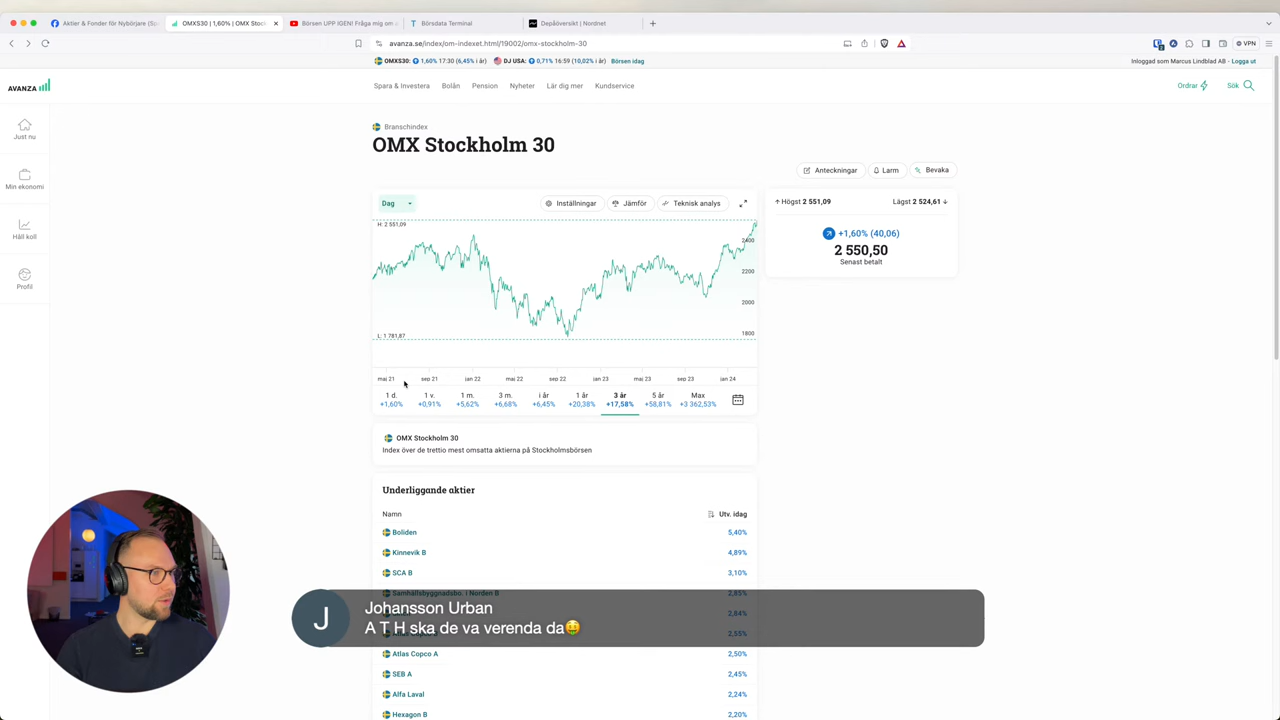 Aktier & Fonder för Nybörjare (Sp
OMXS30 | 1,60% | OMX Stock
Börsen UPP IGEN! Fråga mig om a
Börsdata Terminal
Depåöversikt | Nordnet
avanza.se/index/om-indexet.html/19002/omx-stockholm-30
VPN
OMXS30: 1,60% 17:30 (6,45% i år) DJ USA: 0,71% 16:59 (10,02% i år) Börsen idag
Inloggad som Marcus Lindblad AB - Logga ut
AVANZA
Spara & Investera Bolån Pension Nyheter Lär dig mer Kundservice
Ordrar Sök
Just nu
Min ekonomi
Håll koll
Profil
Branschindex
OMX Stockholm 30
Anteckningar Larm Bevaka
Dag Inställningar Jämför Teknisk analys
Högst 2 551,09 Lägst 2 524,61
+1,60% (40,06)
2 550,50
Senast betalt
H: 2 551,09
2400
2200
2000
1800
L: 1 781,87
maj 21 sep 21 jan 22 maj 22 sep 22 jan 23 maj 23 sep 23 jan 24
1 d. 1 v. 1 m. 3 m. i år 1 år 3 år 5 år Max
+1,60% +0,91% +5,62% +6,68% +6,45% +20,38% +17,58% +58,81% +3 362,53%
OMX Stockholm 30
Index över de trettio mest omsatta aktierna på Stockholmsbörsen
Underliggande aktier
Namn Utv. idag
Boliden 5,40%
Kinnevik B 4,89%
SCA B 3,10%
Samhällsbyggnadsbo. i Norden B 2,85%
2,84%
2,55%
J
Johansson Urban
A T H ska de va verenda da🤑
Atlas Copco A 2,50%
SEB A 2,45%
Alfa Laval 2,24%
Hexagon B 2,20%